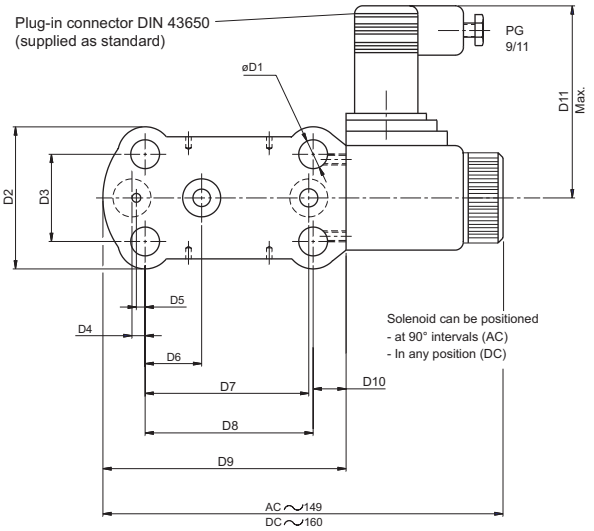 Plug-in connector DIN 43650
(supplied as standard)
PG
9/11
øD1
D11
Max.
D2
D3
D5
D4
D6
Solenoid can be positioned
- at 90° intervals (AC)
- In any position (DC)
D10
D7
D8
D9
AC ~149
DC ~160